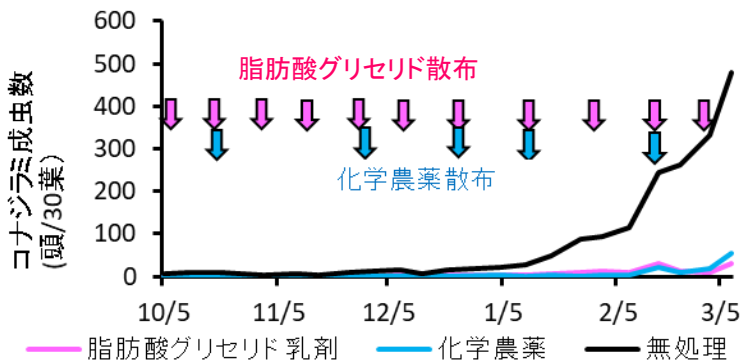 600
500
400
300
200
100
0
コナジラミ成虫数
(頭/30葉)
脂肪酸グリセリド散布
化学農薬散布
10/5 11/5 12/5 1/5 2/5 3/5
脂肪酸グリセリド乳剤 化学農薬 無処理